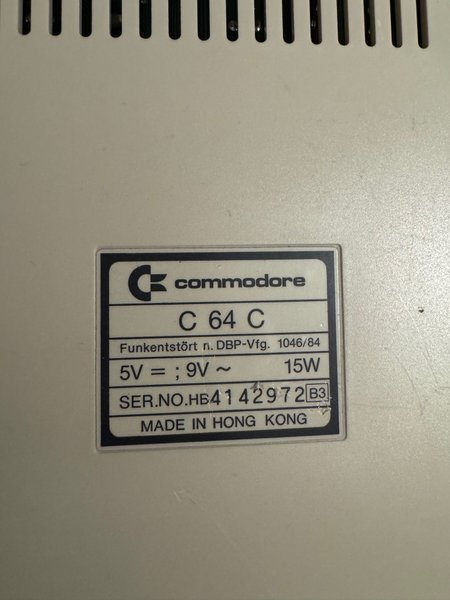 commodore
C 64 C
Funkentstört n. DBP-Vfg. 1046/84
5V = ; 9V ~ 15W
SER.NO.HB4142972 B3
MADE IN HONG KONG